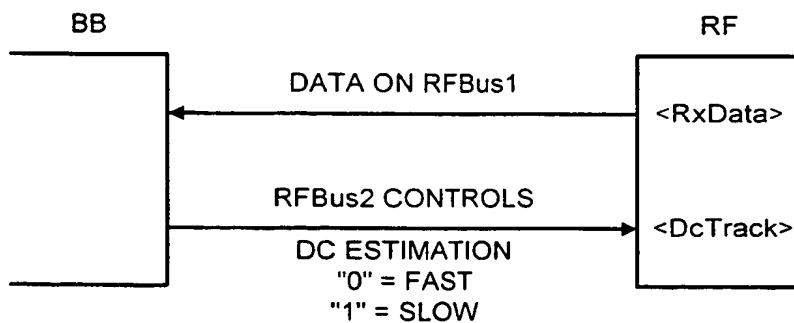 BB
RF
DATA ON RFBus1
<RxData>
RFBus2 CONTROLS
<DcTrack>
DC ESTIMATION
"0" = FAST
"1" = SLOW